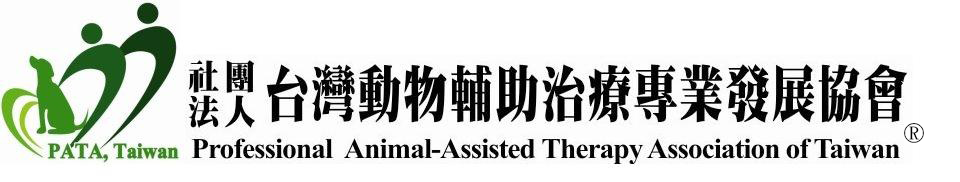 社團
法人
台灣動物輔助治療專業發展協會
PATA, Taiwan
Professional Animal-Assisted Therapy Association of Taiwan®